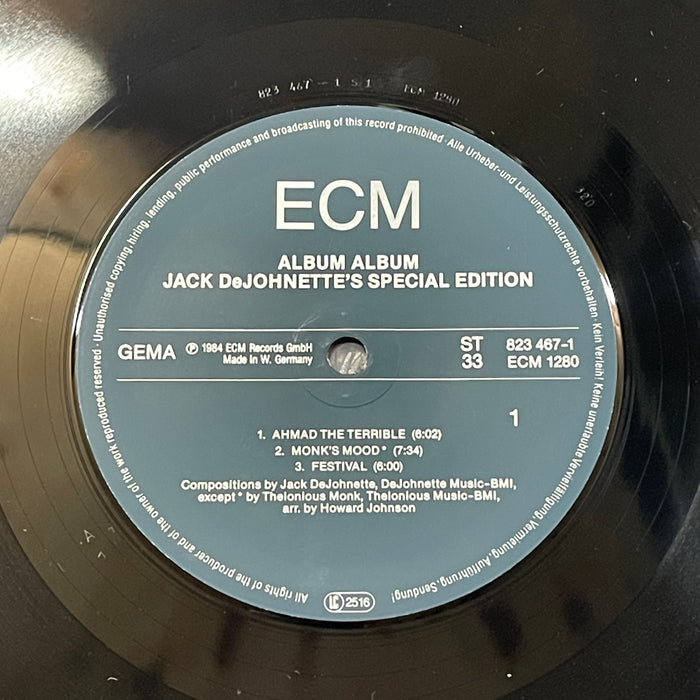 823 467-1 S 1 ECM 1280
320
Unauthorised copying, hiring, lending, public performance and broadcasting of this record prohibited · Alle Urheber- und Leistungsschutzrechte vorbehalten · Kein Verleih! Keine unerlaubte Vervielfältigung, Vermietung, Aufführung, Sendung!
ECM
ALBUM ALBUM
JACK DeJOHNETTE'S SPECIAL EDITION
GEMA
℗ 1984 ECM Records GmbH
Made in W. Germany
ST
33
823 467-1
ECM 1280
1
1. AHMAD THE TERRIBLE (6:02)
2. MONK'S MOOD* (7:34)
3. FESTIVAL (6:00)
Compositions by Jack DeJohnette, DeJohnette Music-BMI,
except * by Thelonious Monk, Thelonious Music-BMI,
arr. by Howard Johnson
All rights of the producer and of the owner of the work reproduced reserved ·
LC 2516